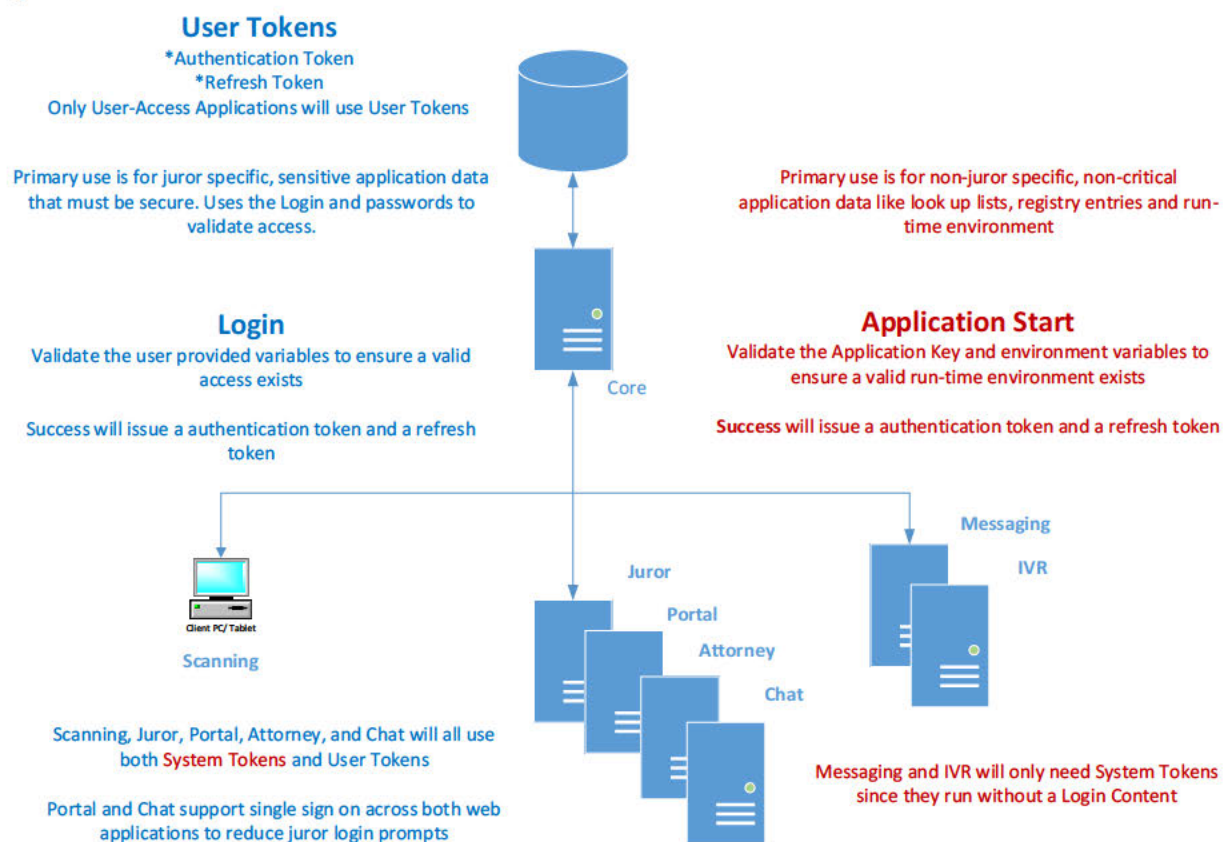 User Tokens
*Authentication Token
*Refresh Token
Only User-Access Applications will use User Tokens
Primary use is for juror specific, sensitive application data
that must be secure. Uses the Login and passwords to
validate access.
Primary use is for non-juror specific, non-critical
application data like look up lists, registry entries and run-
time environment
Login
Validate the user provided variables to ensure a valid
access exists
Success will issue a authentication token and a refresh
token
Application Start
Validate the Application Key and environment variables to
ensure a valid run-time environment exists
Success will issue a authentication token and a refresh token
Core
Client PC/ Tablet
Scanning
Juror
Portal
Attorney
Chat
Messaging
IVR
Scanning, Juror, Portal, Attorney, and Chat will all use
both System Tokens and User Tokens
Portal and Chat support single sign on across both web
applications to reduce juror login prompts
Messaging and IVR will only need System Tokens
since they run without a Login Content